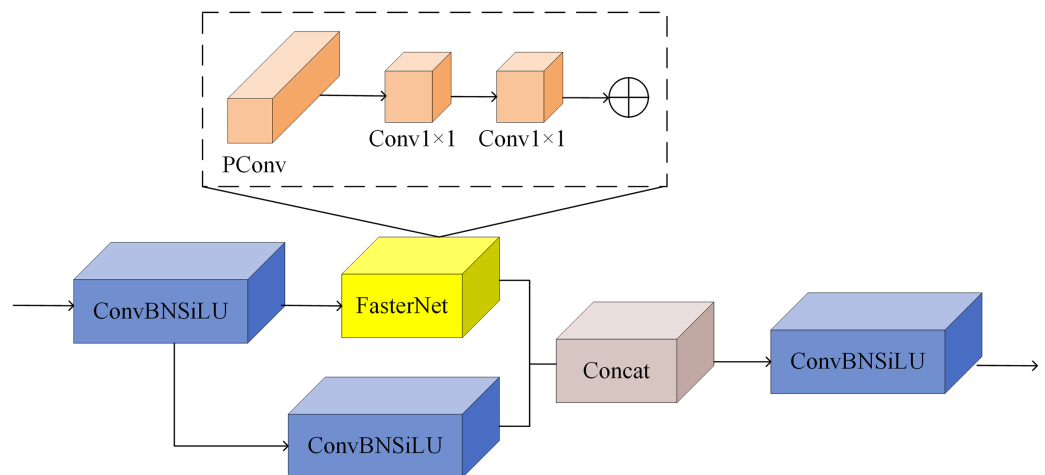 Conv1×1
Conv1×1
PConv
ConvBNSiLU
FasterNet
Concat
ConvBNSiLU
ConvBNSiLU